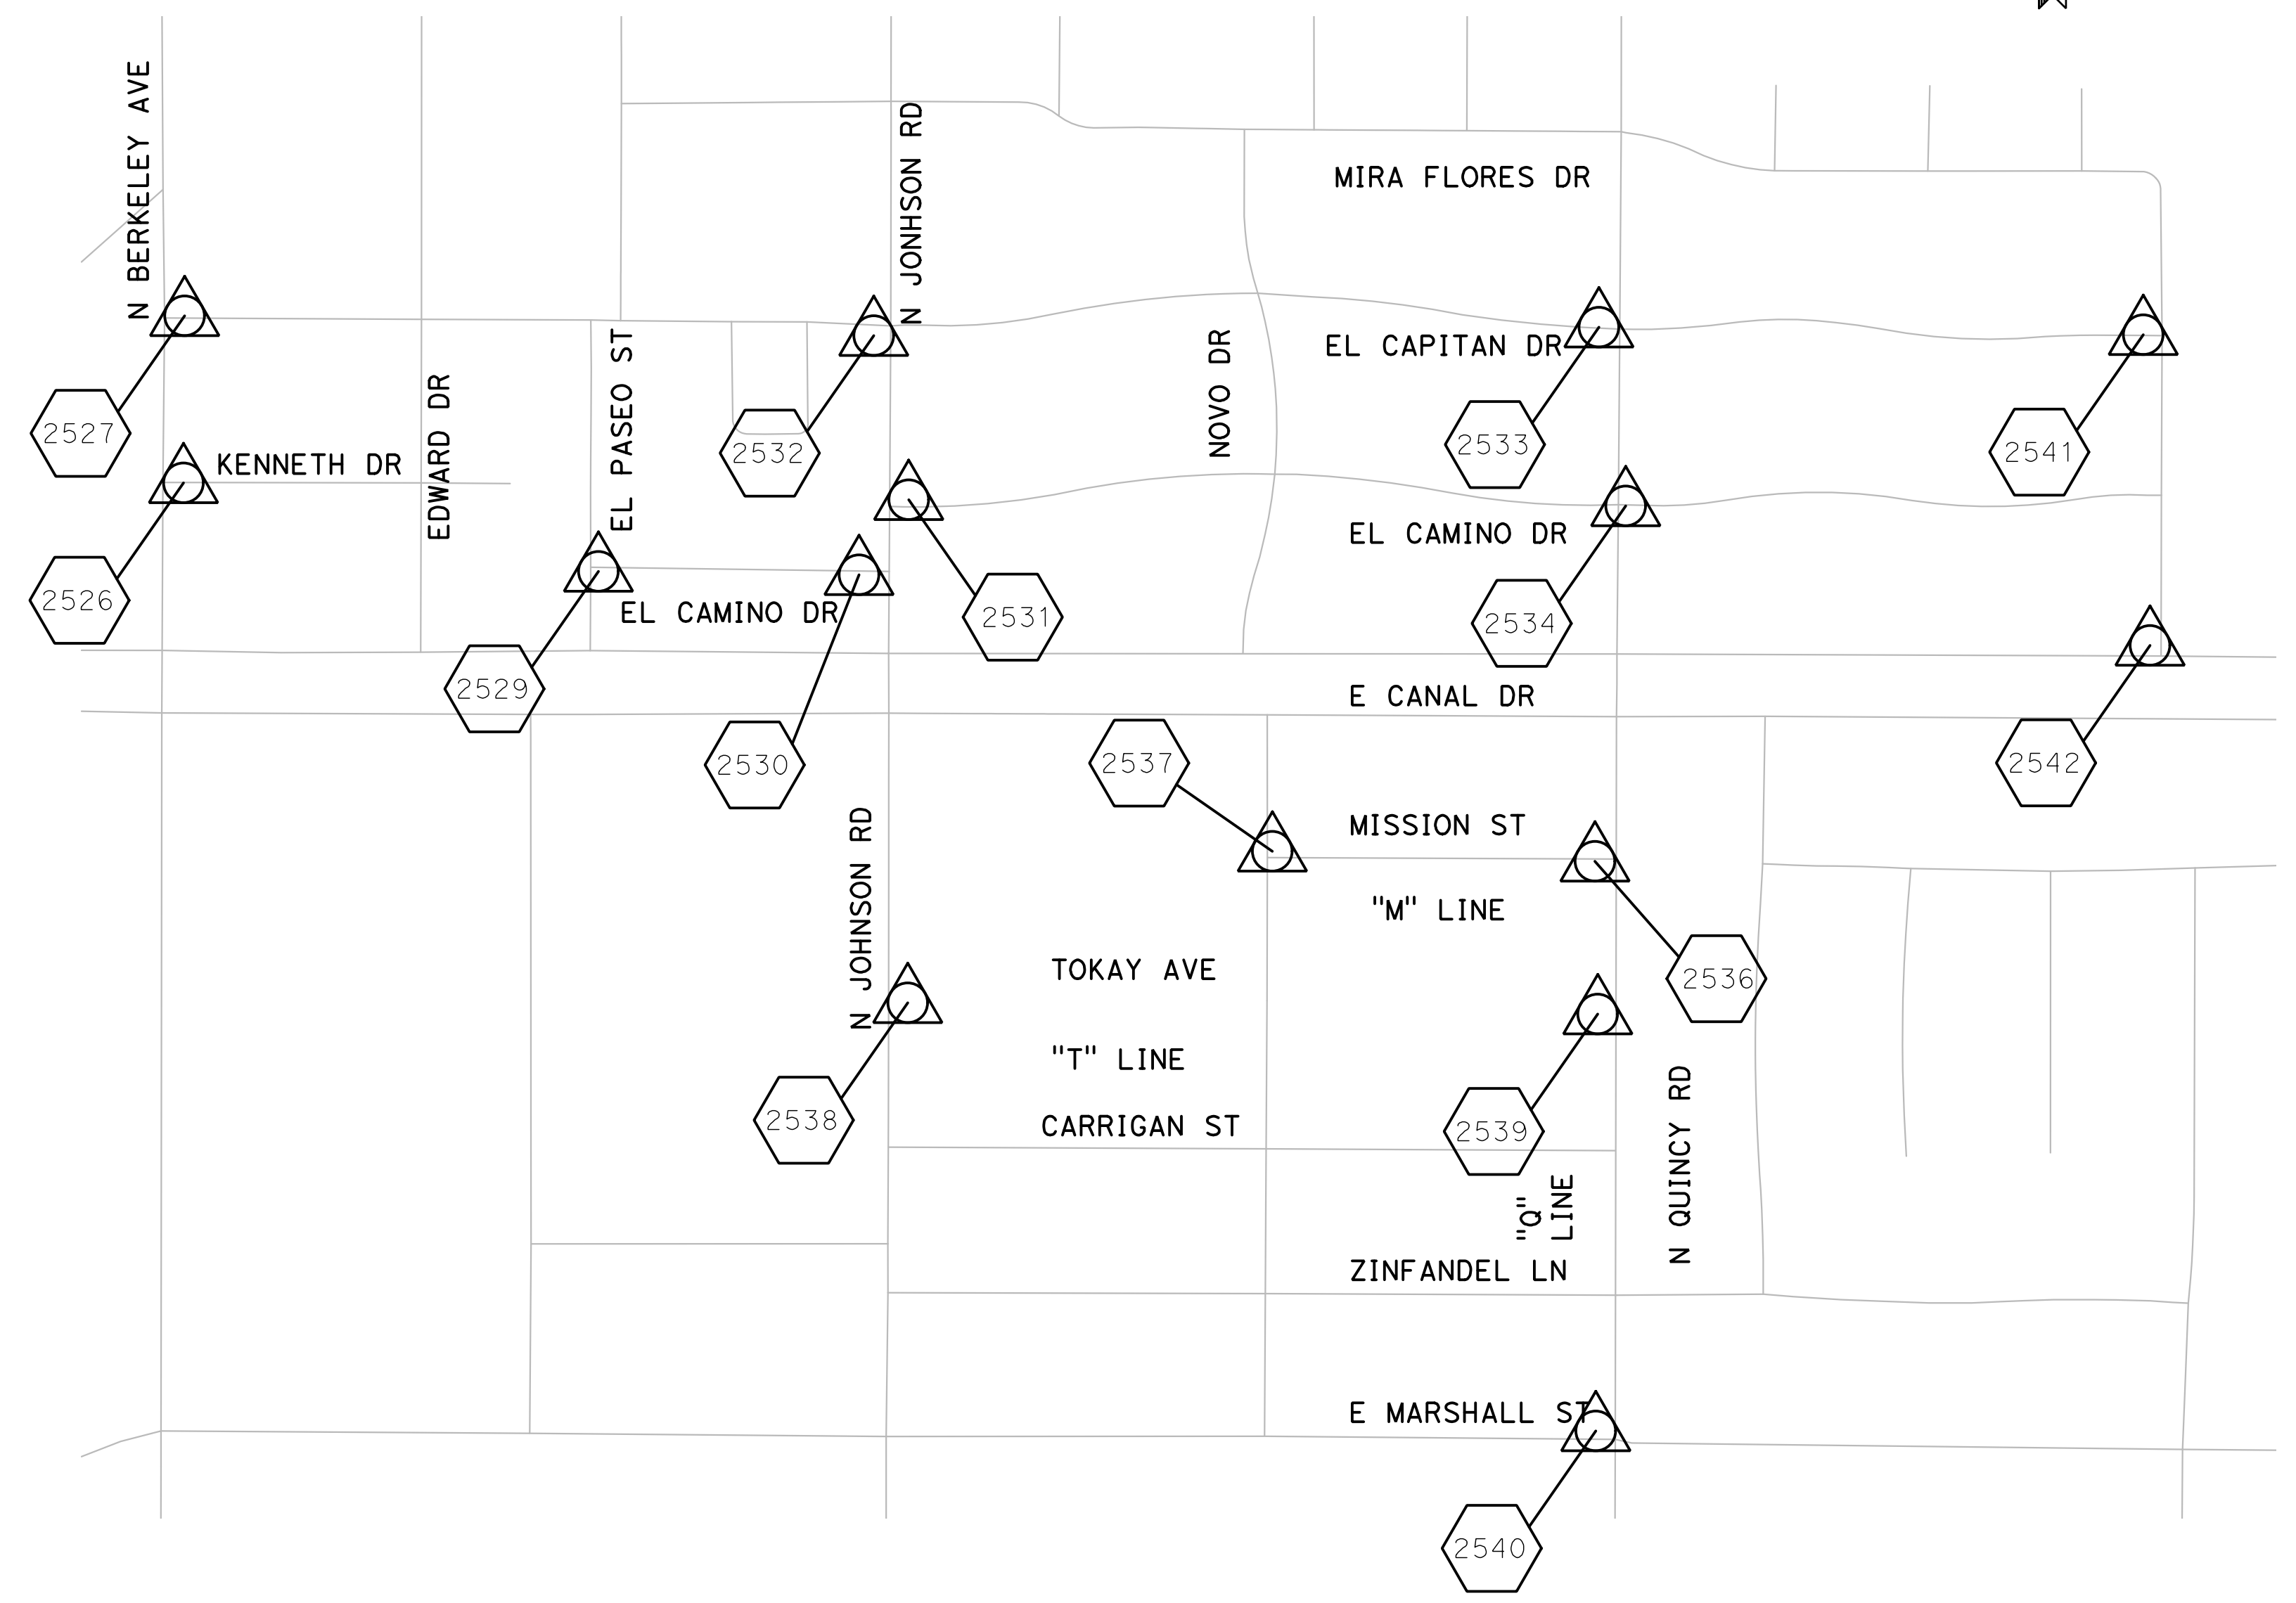 N BERKELEY AVE
N JONHSON RD
MIRA FLORES DR
EL PASEO ST
NOVO DR
EL CAPITAN DR
EDWARD DR
2527
2532
2533
2541
KENNETH DR
EL CAMINO DR
2526
EL CAMINO DR
2531
2534
2529
E CANAL DR
2530
2537
2542
N JOHNSON RD
MISSION ST
"M" LINE
TOKAY AVE
2536
"T" LINE
N QUINCY RD
2538
CARRIGAN ST
2539
"Q"
LINE
ZINFANDEL LN
E MARSHALL ST
2540